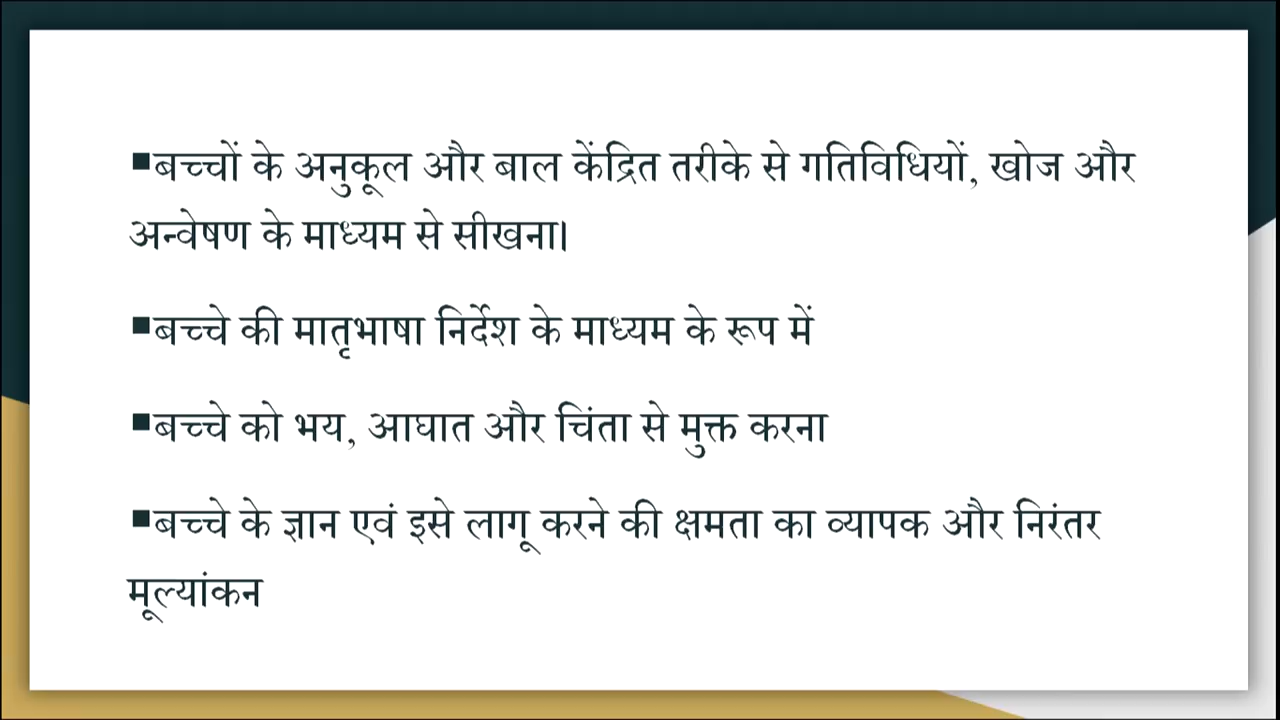 ▪बच्चों के अनुकूल और बाल केंद्रित तरीके से गतिविधियों, खोज और
अन्वेषण के माध्यम से सीखना।
▪बच्चे की मातृभाषा निर्देश के माध्यम के रूप में
▪बच्चे को भय, आघात और चिंता से मुक्त करना
▪बच्चे के ज्ञान एवं इसे लागू करने की क्षमता का व्यापक और निरंतर
मूल्यांकन